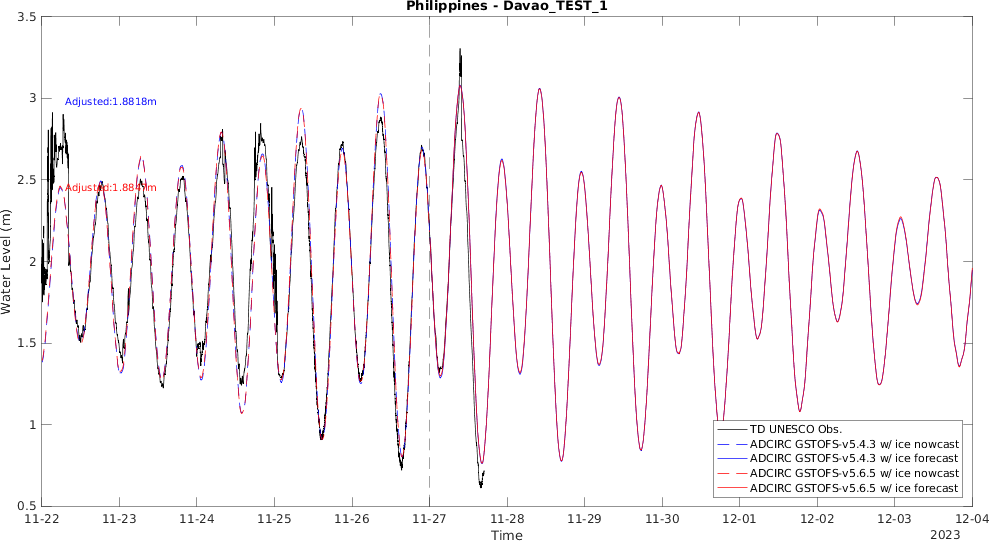 Philippines - Davao_TEST_1
Water Level (m)
3.5
3
2.5
2
1.5
1
0.5
Adjusted:1.8818m
Adjusted:1.8847m
TD UNESCO Obs.
ADCIRC GSTOFS-v5.4.3 w/ ice nowcast
ADCIRC GSTOFS-v5.4.3 w/ ice forecast
ADCIRC GSTOFS-v5.6.5 w/ ice nowcast
ADCIRC GSTOFS-v5.6.5 w/ ice forecast
11-22 11-23 11-24 11-25 11-26 11-27 11-28 11-29 11-30 12-01 12-02 12-03 12-04
Time
2023